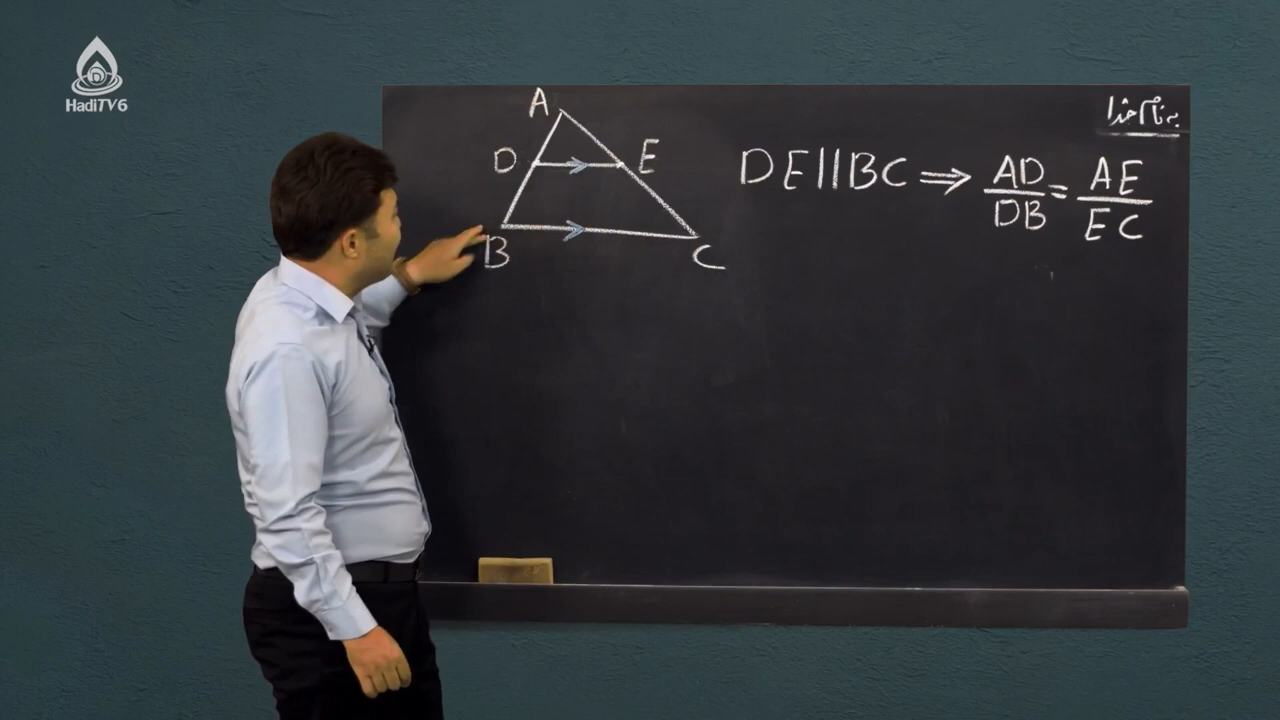 HadiTV6
به نام خدا
A
D E
B C
DE||BC ⇒ AD/DB = AE/EC